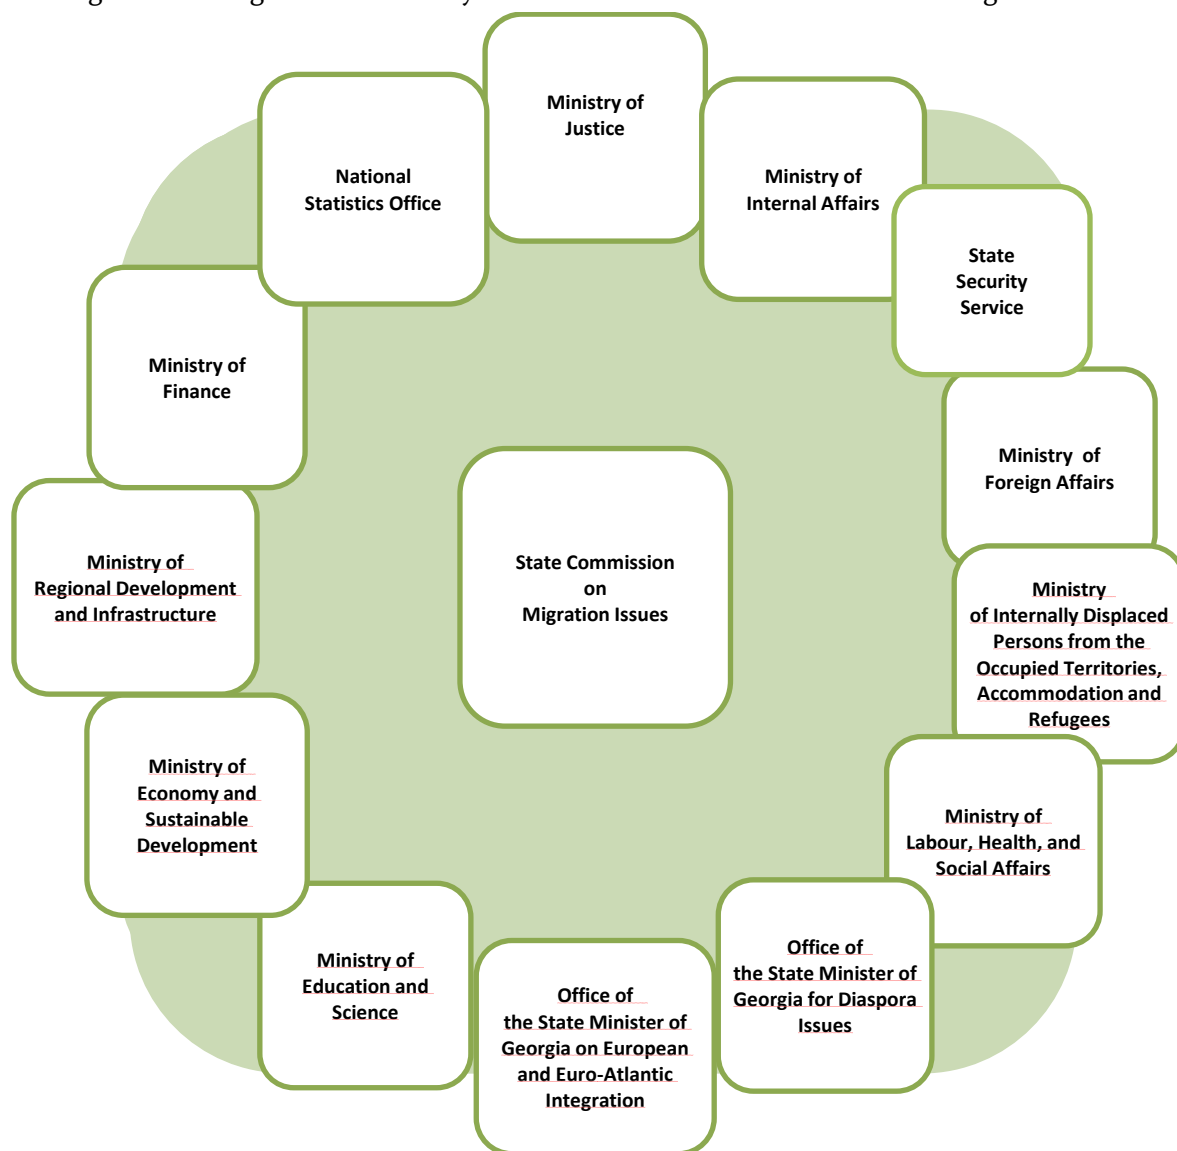 Ministry of
Justice
National
Statistics Office
Ministry of
Internal Affairs
State
Security
Service
Ministry of
Finance
Ministry of
Foreign Affairs
Ministry of
Regional Development
and Infrastructure
State Commission
on
Migration Issues
Ministry
of Internally Displaced
Persons from the
Occupied Territories,
Accommodation and
Refugees
Ministry of
Economy and
Sustainable
Development
Ministry of
Labour, Health, and
Social Affairs
Ministry of
Education and
Science
Office of
the State Minister of
Georgia on European
and Euro-Atlantic
Integration
Office of
the State Minister of
Georgia for Diaspora
Issues